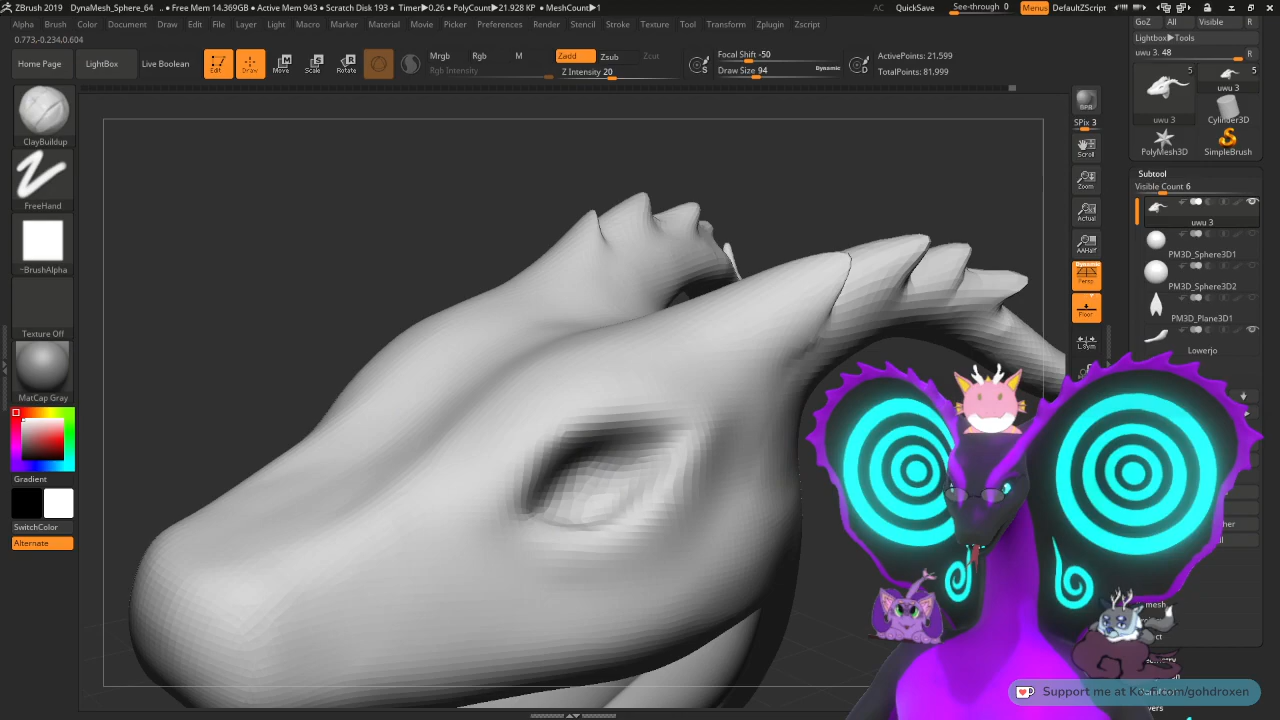 ZBrush 2019 DynaMesh_Sphere_64 .. • Free Mem 14.369GB • Active Mem 943 • Scratch Disk 193 • Timer▶0.26 • PolyCount▶21.928 KP • MeshCount▶1 AC QuickSave See-through 0 Menus DefaultZScript
Alpha Brush Color Document Draw Edit File Layer Light Macro Marker Material Movie Picker Preferences Render Stencil Stroke Texture Tool Transform Zplugin Zscript
0.773,-0.234,0.604
GoZ All Visible R
Lightbox▶Tools
uwu 3. 48 R
Home Page LightBox Live Boolean Edit Draw Move Scale Rotate
Mrgb Rgb M
Rgb Intensity
Zadd Zsub Zcut
Z Intensity 20
Focal Shift -50
Draw Size 94 Dynamic
ActivePoints: 21,599
TotalPoints: 81,999
5 5
uwu 3
uwu 3 Cylinder3D
PolyMesh3D SimpleBrush
ClayBuildup
FreeHand
~BrushAlpha
Texture Off
MatCap Gray
Gradient
SwitchColor
Alternate
SPix 3
Scroll
Zoom
Actual
AAHalf
Dynamic
Persp
Floor
L.Sym
Subtool
Visible Count 6
uwu 3
PM3D_Sphere3D1
PM3D_Sphere3D2
PM3D_Plane3D1
Lowerjo
Support me at Ko-fi.com/gohdroxen